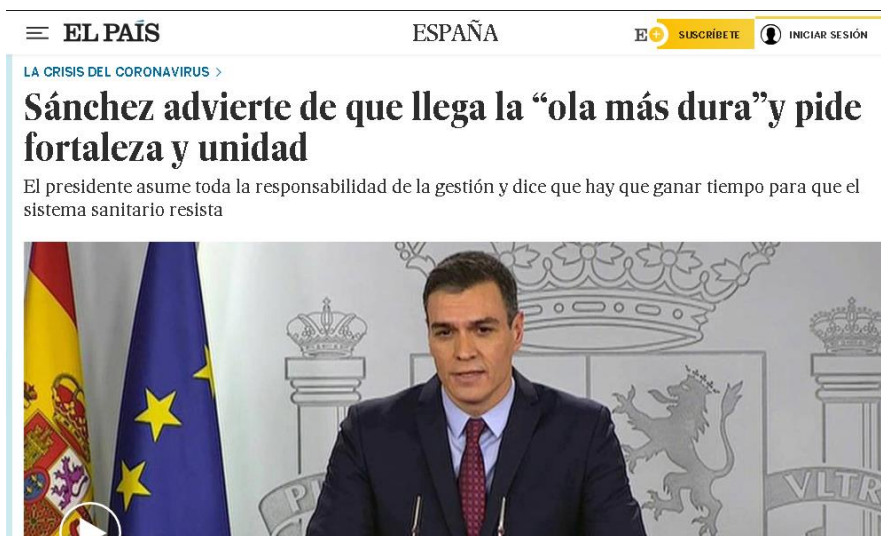 EL PAÍS
ESPAÑA
E+
SUSCRÍBETE
INICIAR SESIÓN
LA CRISIS DEL CORONAVIRUS >
Sánchez advierte de que llega la “ola más dura”y pide
fortaleza y unidad
El presidente asume toda la responsabilidad de la gestión y dice que hay que ganar tiempo para que el
sistema sanitario resista
P
VLTR